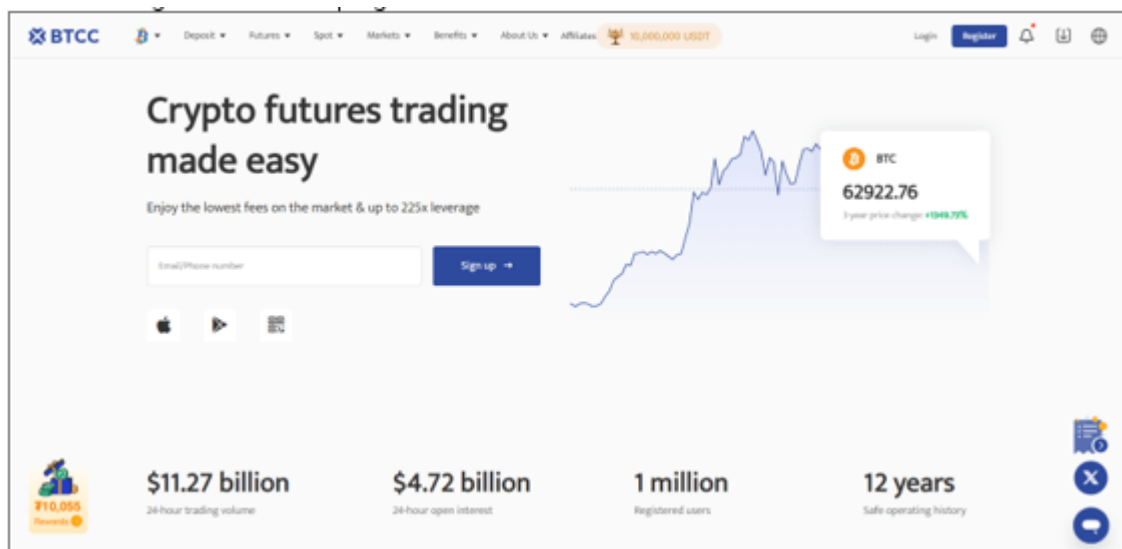 BTCC
Deposit Futures Spot Markets Benefits About Us Affiliates 10,000,000 USDT Login Register
Crypto futures trading
made easy
Enjoy the lowest fees on the market & up to 225x leverage
Email/Phone number
Sign up →
BTC
62922.76
3-year price change: +1349.73%
$11.27 billion
24-hour trading volume
$4.72 billion
24-hour open interest
1 million
Registered users
12 years
Safe operating history
₮10,055
Rewards